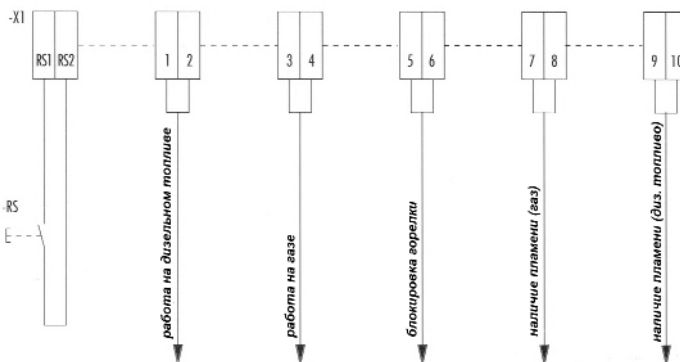 -X1
RS1 RS2 1 2 3 4 5 6 7 8 9 10
-RS
работа на дизельном топливе
работа на газе
блокировка горелки
наличие пламени (газ)
наличие пламени (диз. топливо)